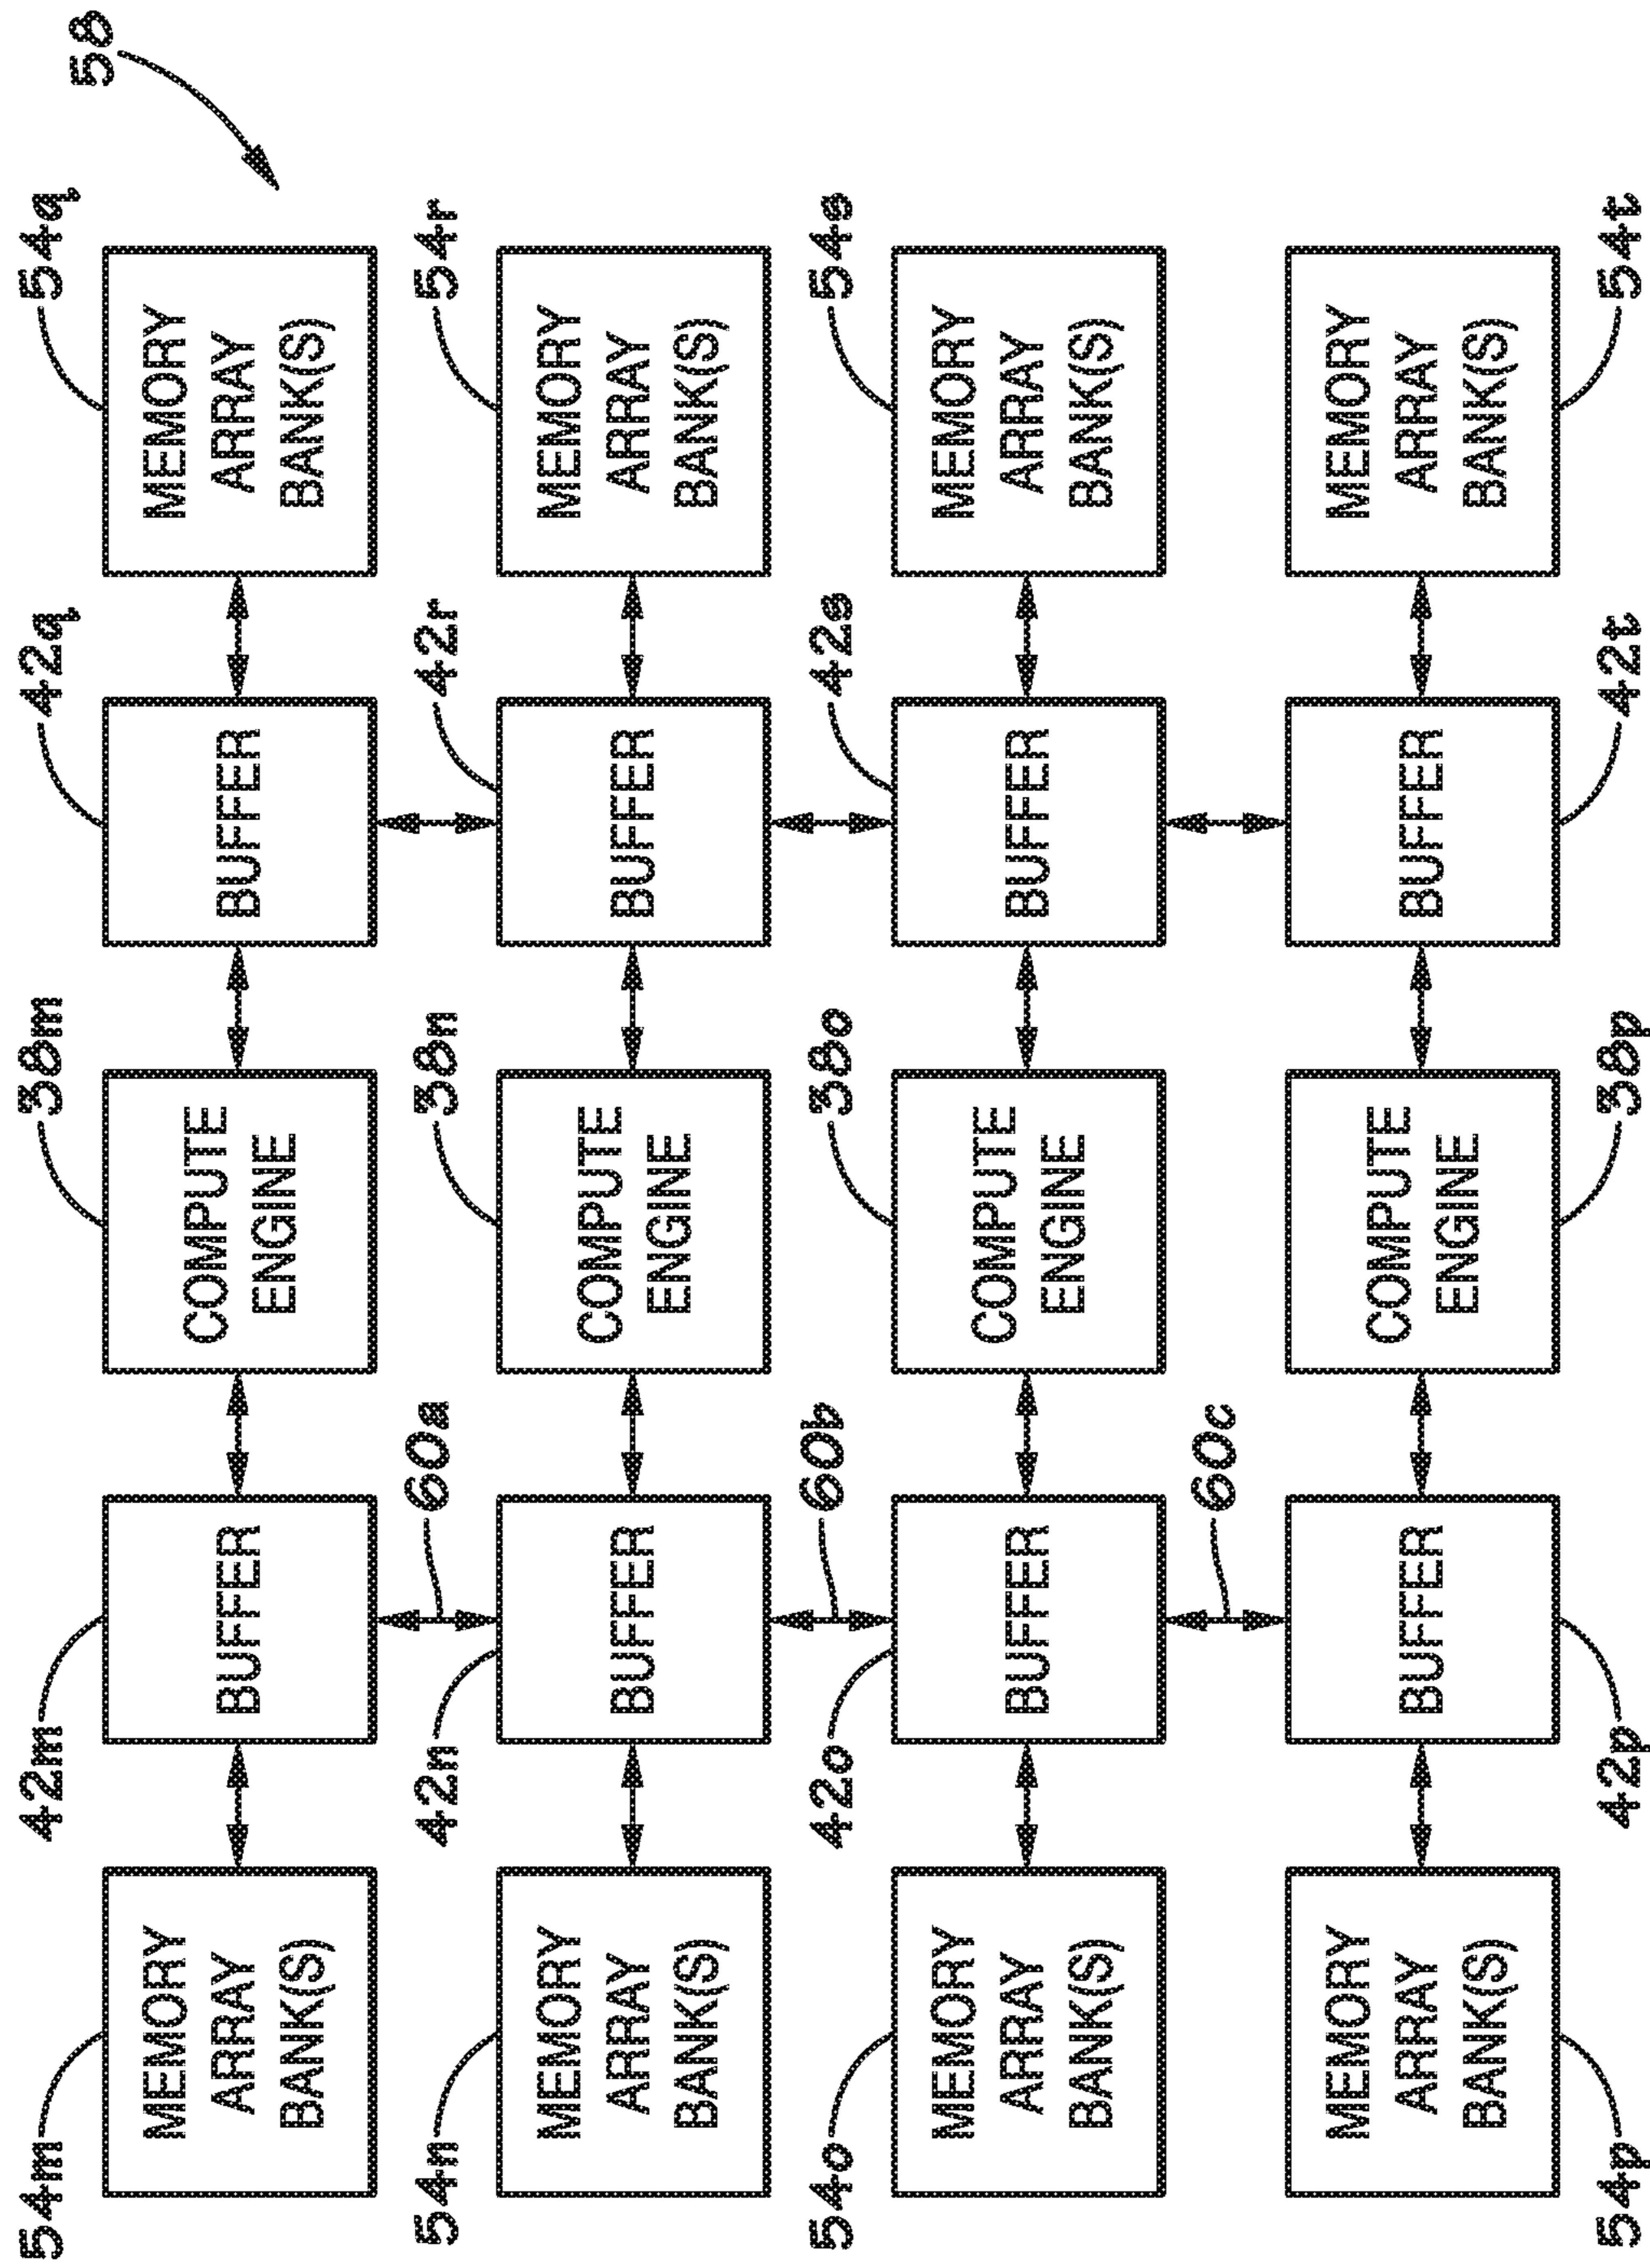 58
54m
42m
38m
42q
54q
MEMORY
ARRAY
BANK(S)
BUFFER
COMPUTE
ENGINE
BUFFER
MEMORY
ARRAY
BANK(S)
60a
54n
42n
38n
42r
54r
MEMORY
ARRAY
BANK(S)
BUFFER
COMPUTE
ENGINE
BUFFER
MEMORY
ARRAY
BANK(S)
60b
54o
42o
38o
42s
54s
MEMORY
ARRAY
BANK(S)
BUFFER
COMPUTE
ENGINE
BUFFER
MEMORY
ARRAY
BANK(S)
60c
MEMORY
ARRAY
BANK(S)
BUFFER
COMPUTE
ENGINE
BUFFER
MEMORY
ARRAY
BANK(S)
54p
42p
38p
42t
54t